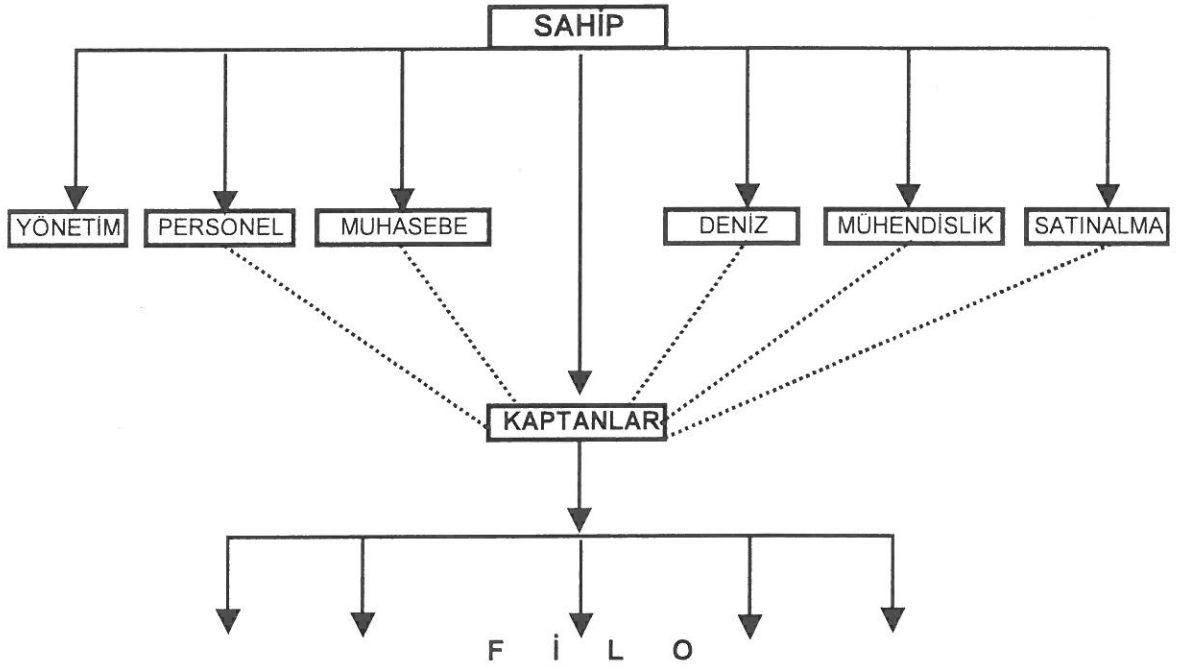 SAHİP
YÖNETİM PERSONEL MUHASEBE DENİZ MÜHENDİSLİK SATINALMA
KAPTANLAR
F İ L O